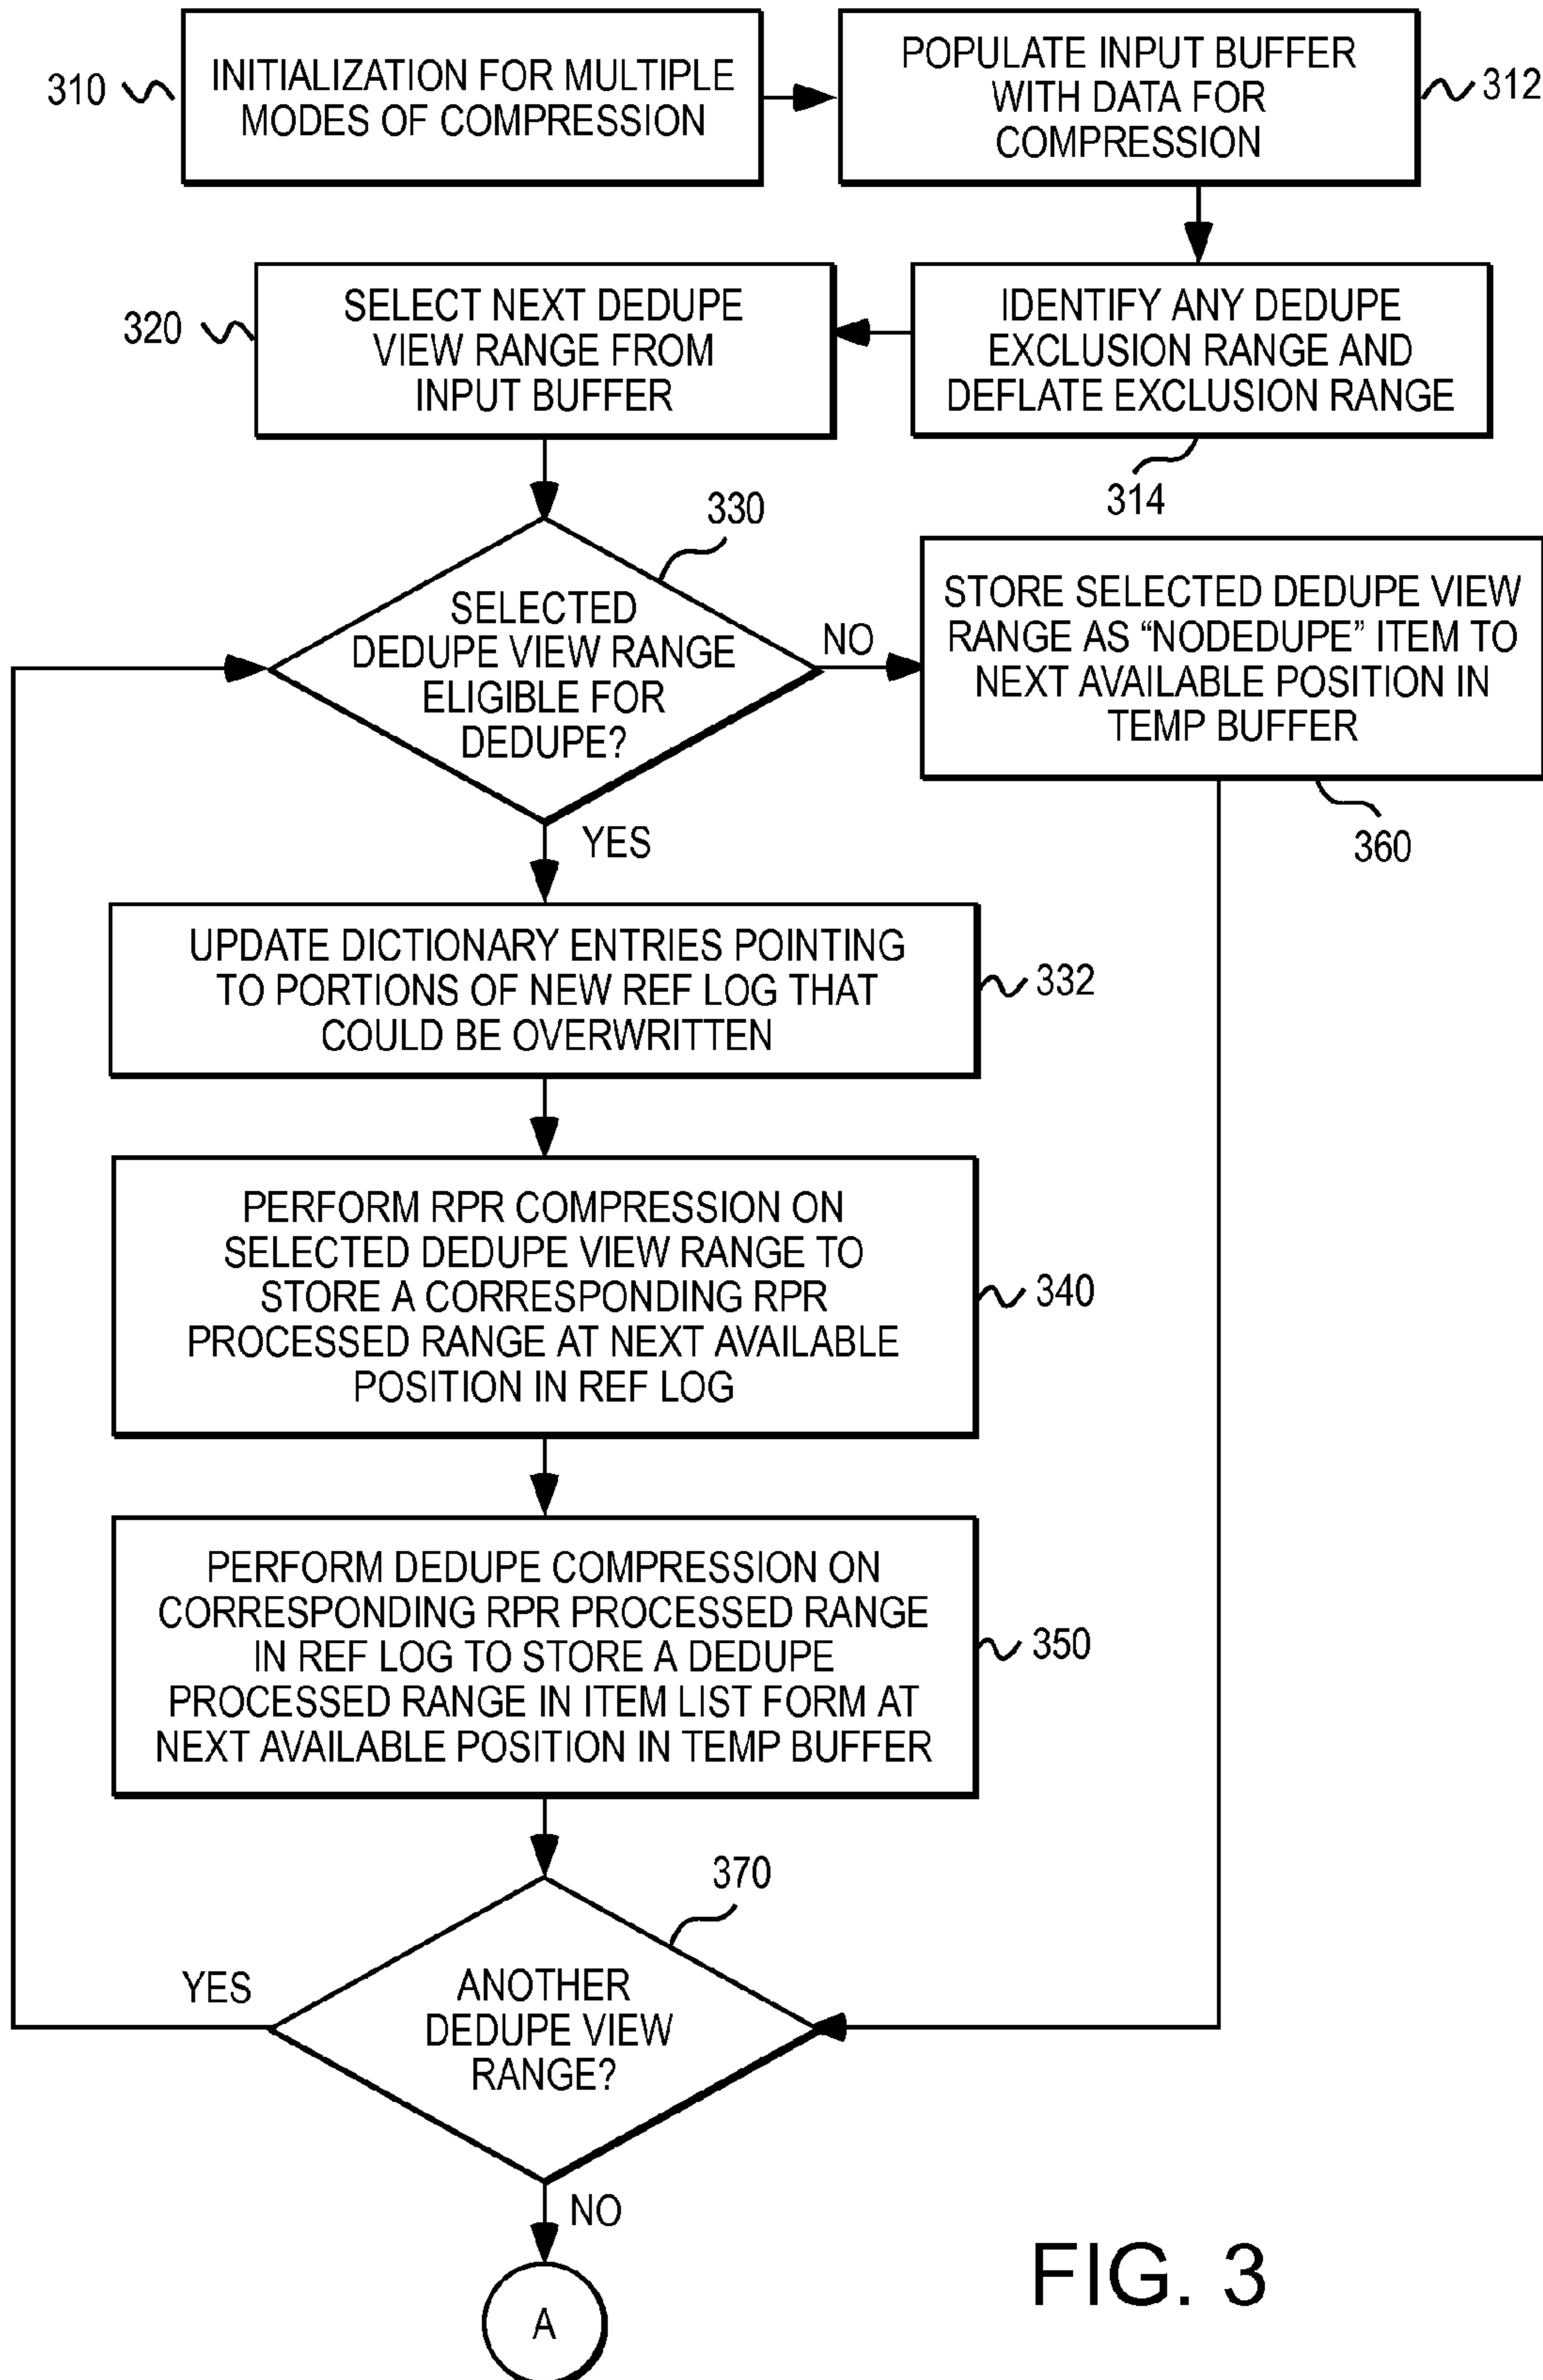 310
INITIALIZATION FOR MULTIPLE
MODES OF COMPRESSION
POPULATE INPUT BUFFER
WITH DATA FOR
COMPRESSION
312
320
SELECT NEXT DEDUPE
VIEW RANGE FROM
INPUT BUFFER
IDENTIFY ANY DEDUPE
EXCLUSION RANGE AND
DEFLATE EXCLUSION RANGE
314
330
SELECTED
DEDUPE VIEW RANGE
ELIGIBLE FOR
DEDUPE?
NO
STORE SELECTED DEDUPE VIEW
RANGE AS “NODEDUPE” ITEM TO
NEXT AVAILABLE POSITION IN
TEMP BUFFER
360
YES
UPDATE DICTIONARY ENTRIES POINTING
TO PORTIONS OF NEW REF LOG THAT
COULD BE OVERWRITTEN
332
PERFORM RPR COMPRESSION ON
SELECTED DEDUPE VIEW RANGE TO
STORE A CORRESPONDING RPR
PROCESSED RANGE AT NEXT AVAILABLE
POSITION IN REF LOG
340
PERFORM DEDUPE COMPRESSION ON
CORRESPONDING RPR PROCESSED RANGE
IN REF LOG TO STORE A DEDUPE
PROCESSED RANGE IN ITEM LIST FORM AT
NEXT AVAILABLE POSITION IN TEMP BUFFER
350
370
YES
ANOTHER
DEDUPE VIEW
RANGE?
NO
A
FIG. 3